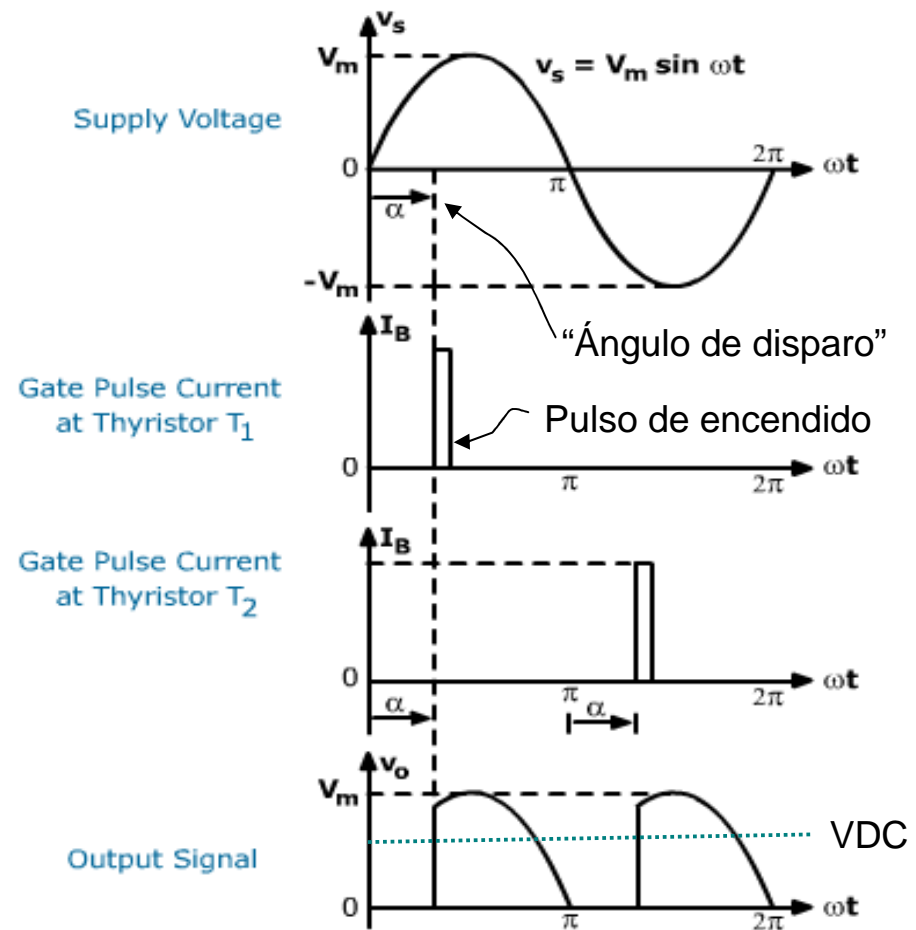 v_s
V_m
v_s = V_m sin ωt
Supply Voltage
0
π
2π
ωt
α
-V_m
"Ángulo de disparo"
I_B
Gate Pulse Current
at Thyristor T_1
Pulso de encendido
0
π
2π
ωt
I_B
Gate Pulse Current
at Thyristor T_2
0
π
2π
ωt
α
α
v_o
V_m
VDC
Output Signal
0
π
2π
ωt